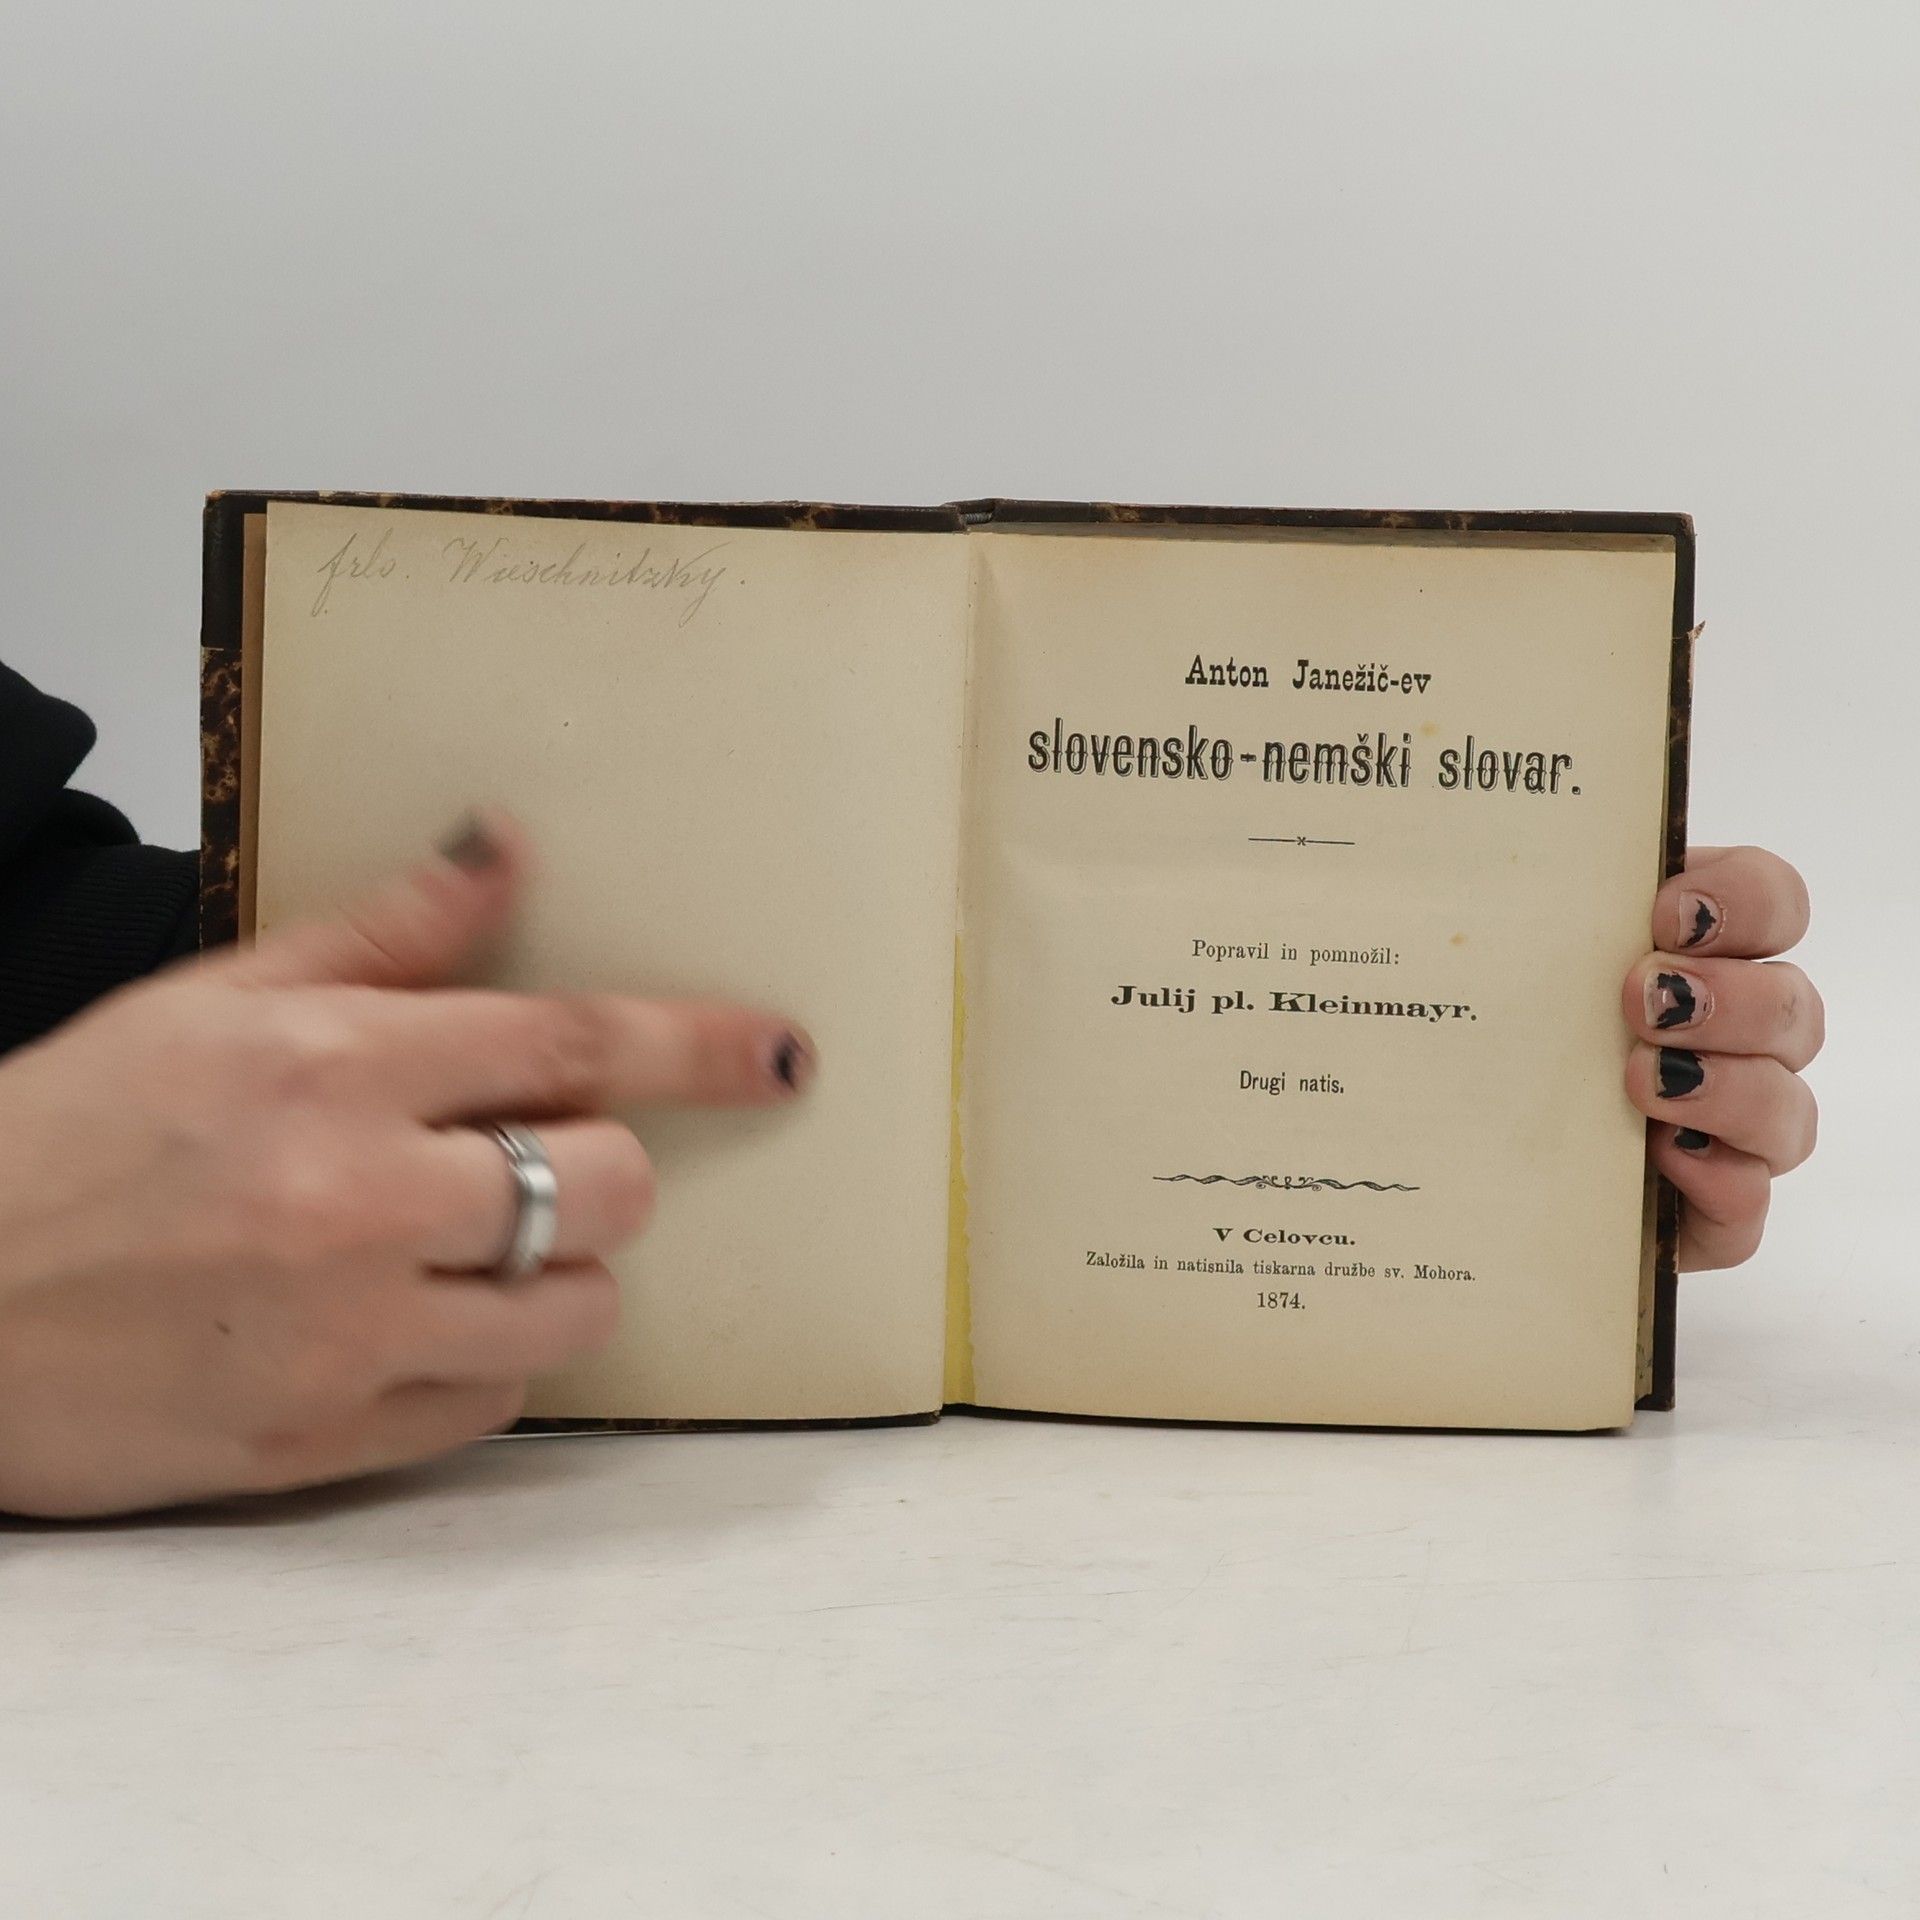 frls. Wieschnitzky.
Anton Janežič-ev
slovensko-nemški slovar.
Popravil in pomnožil:
Julij pl. Kleinmayr.
Drugi natis.
V Celovcu.
Založila in natisnila tiskarna družbe sv. Mohora.
1874.